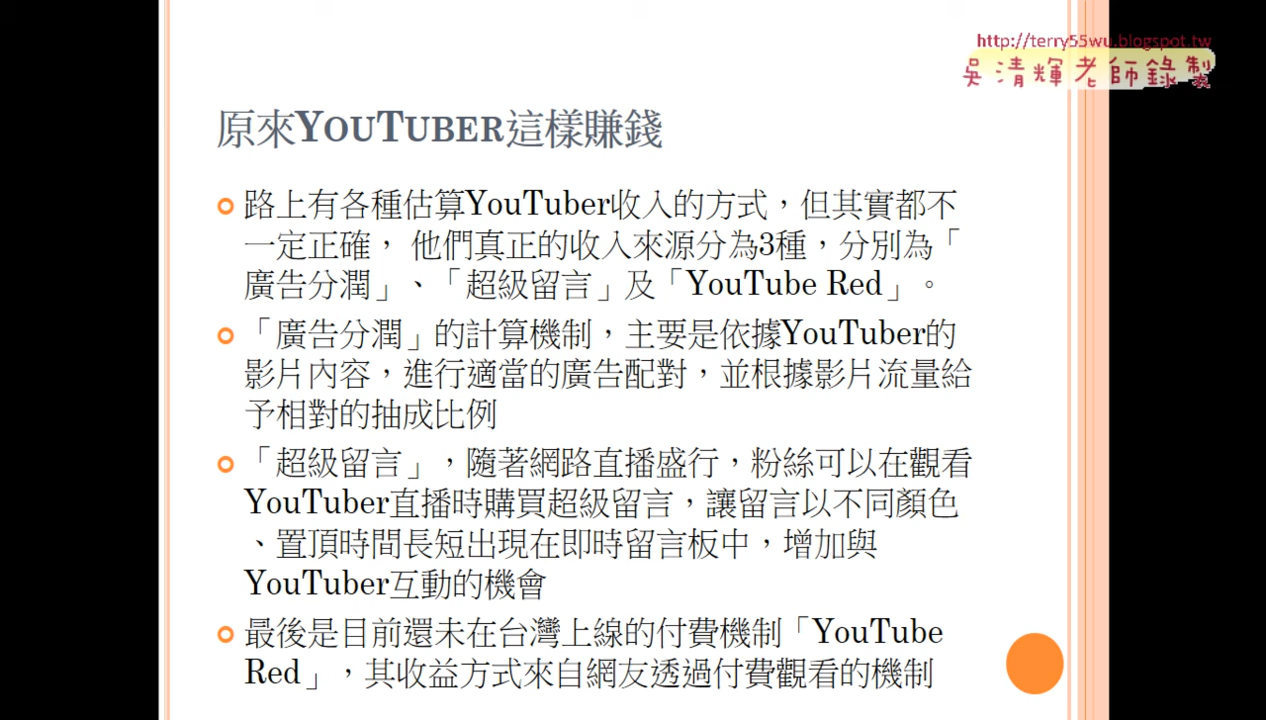 http://terry55wu.blogspot.tw
吳清輝老師錄製
原來YOUTUBER這樣賺錢
路上有各種估算YouTuber收入的方式，但其實都不
一定正確， 他們真正的收入來源分為3種，分別為「
廣告分潤」、「超級留言」及「YouTube Red」。
「廣告分潤」的計算機制，主要是依據YouTuber的
影片內容，進行適當的廣告配對，並根據影片流量給
予相對的抽成比例
「超級留言」，隨著網路直播盛行，粉絲可以在觀看
YouTuber直播時購買超級留言，讓留言以不同顏色
、置頂時間長短出現在即時留言板中，增加與
YouTuber互動的機會
最後是目前還未在台灣上線的付費機制「YouTube
Red」，其收益方式來自網友透過付費觀看的機制